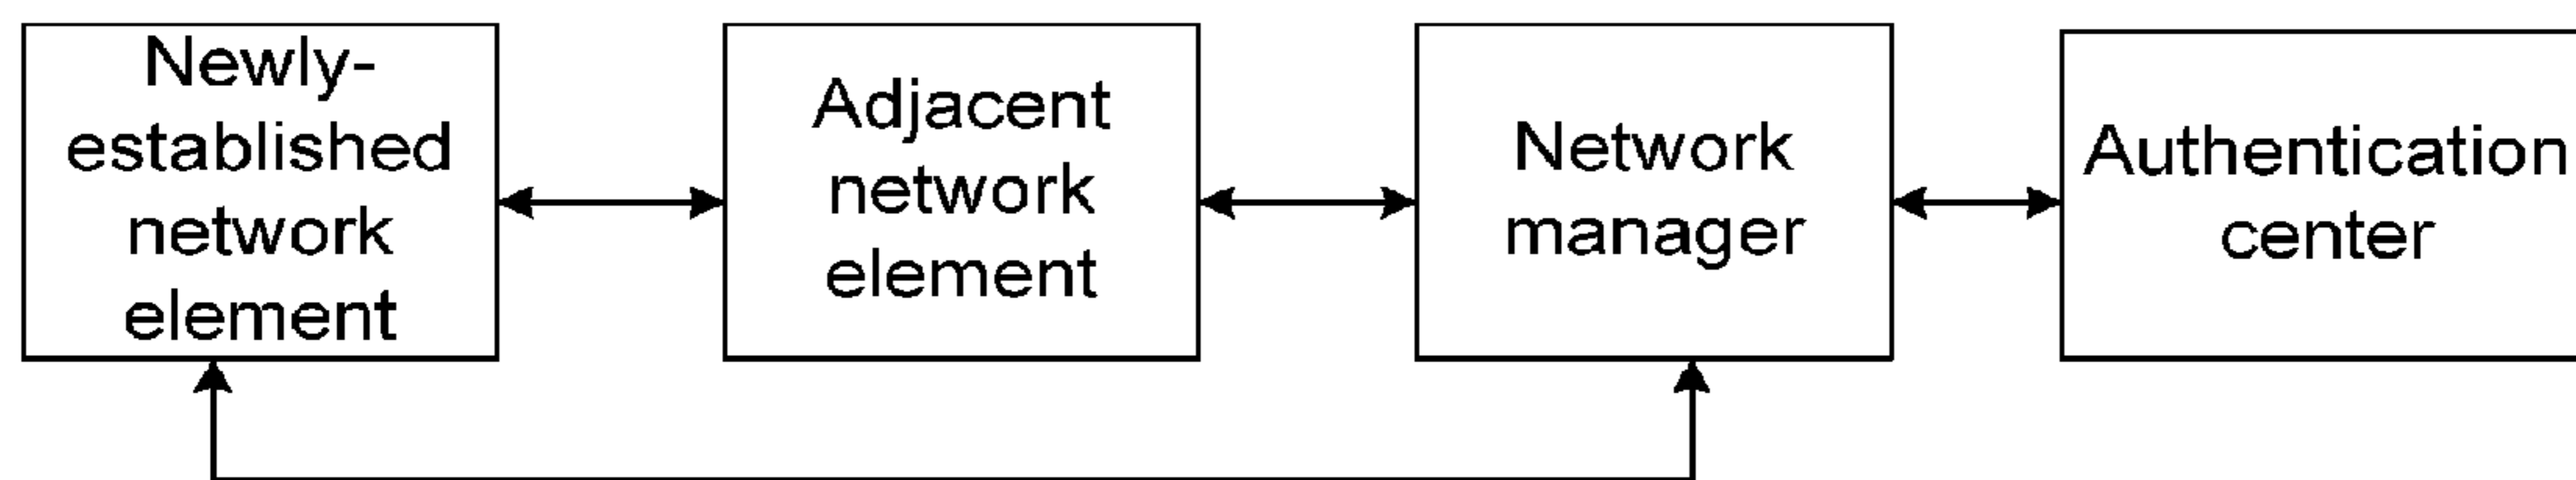 Newly-
established
network
element
Adjacent
network
element
Network
manager
Authentication
center